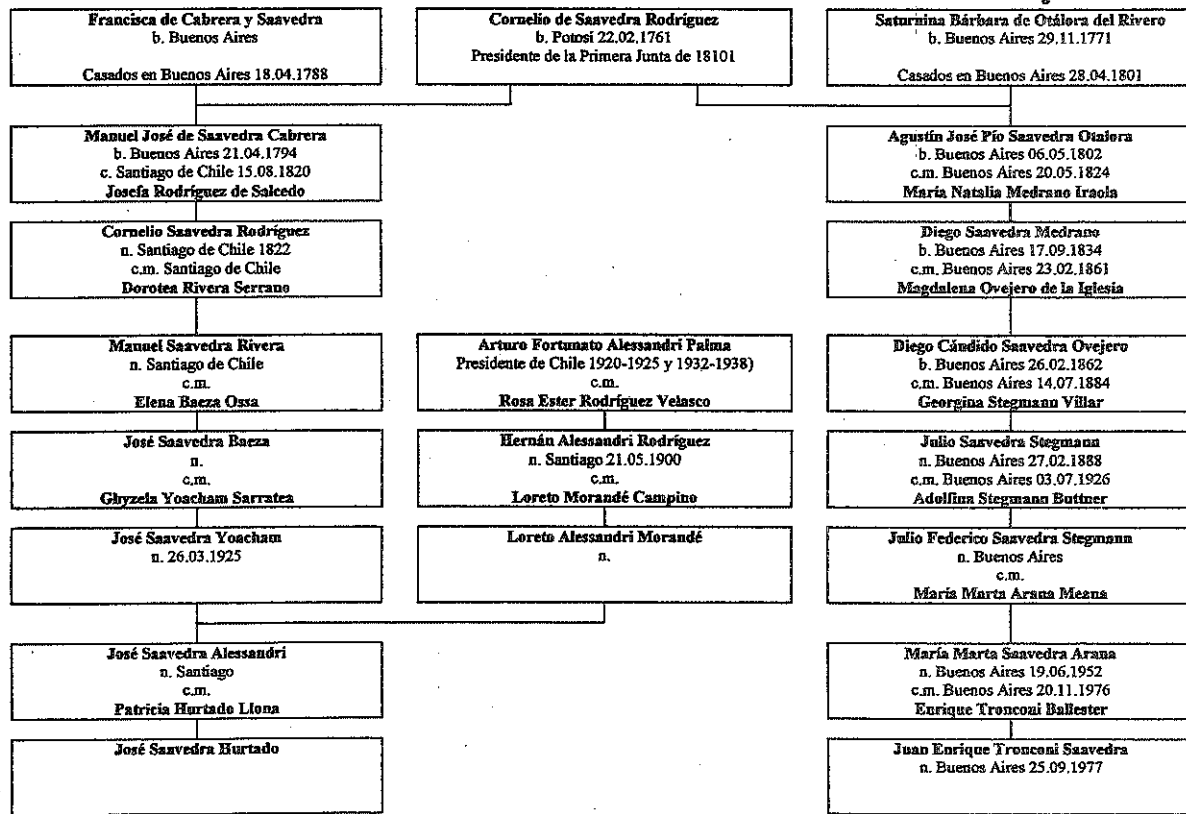 Francisca de Cabrera y Saavedra
b. Buenos Aires
Casados en Buenos Aires 18.04.1788
Cornelio de Saavedra Rodríguez
b. Potosí 22.02.1761
Presidente de la Primera Junta de 18101
Saturnina Bárbara de Otálora del Rivero
b. Buenos Aires 29.11.1771
Casados en Buenos Aires 28.04.1801
Manuel José de Saavedra Cabrera
b. Buenos Aires 21.04.1794
c. Santiago de Chile 15.08.1820
Josefa Rodríguez de Salcedo
Agustín José Pío Saavedra Otalora
b. Buenos Aires 06.05.1802
c.m. Buenos Aires 20.05.1824
María Natalia Medrano Iraola
Cornelio Saavedra Rodríguez
n. Santiago de Chile 1822
c.m. Santiago de Chile
Dorotea Rivera Serrano
Diego Saavedra Medrano
b. Buenos Aires 17.09.1834
c.m. Buenos Aires 23.02.1861
Magdalena Ovejero de la Iglesia
Manuel Saavedra Rivera
n. Santiago de Chile
c.m.
Elena Baeza Ossa
Arturo Fortunato Alessandri Palma
Presidente de Chile 1920-1925 y 1932-1938)
c.m.
Rosa Ester Rodríguez Velasco
Diego Cándido Saavedra Ovejero
b. Buenos Aires 26.02.1862
c.m. Buenos Aires 14.07.1884
Georgina Stegmann Villar
José Saavedra Baeza
n.
c.m.
Ghyzela Yoacham Sarratea
Hernán Alessandri Rodríguez
n. Santiago 21.05.1900
c.m.
Loreto Morandé Campino
Julio Saavedra Stegmann
n. Buenos Aires 27.02.1888
c.m. Buenos Aires 03.07.1926
Adolfina Stegmann Buttner
José Saavedra Yoacham
n. 26.03.1925
Loreto Alessandri Morandé
n.
Julio Federico Saavedra Stegmann
n. Buenos Aires
c.m.
María Marta Arana Meana
José Saavedra Alessandri
n. Santiago
c.m.
Patricia Hurtado Llona
María Marta Saavedra Arana
n. Buenos Aires 19.06.1952
c.m. Buenos Aires 20.11.1976
Enrique Tronconi Ballester
José Saavedra Hurtado
Juan Enrique Tronconi Saavedra
n. Buenos Aires 25.09.1977